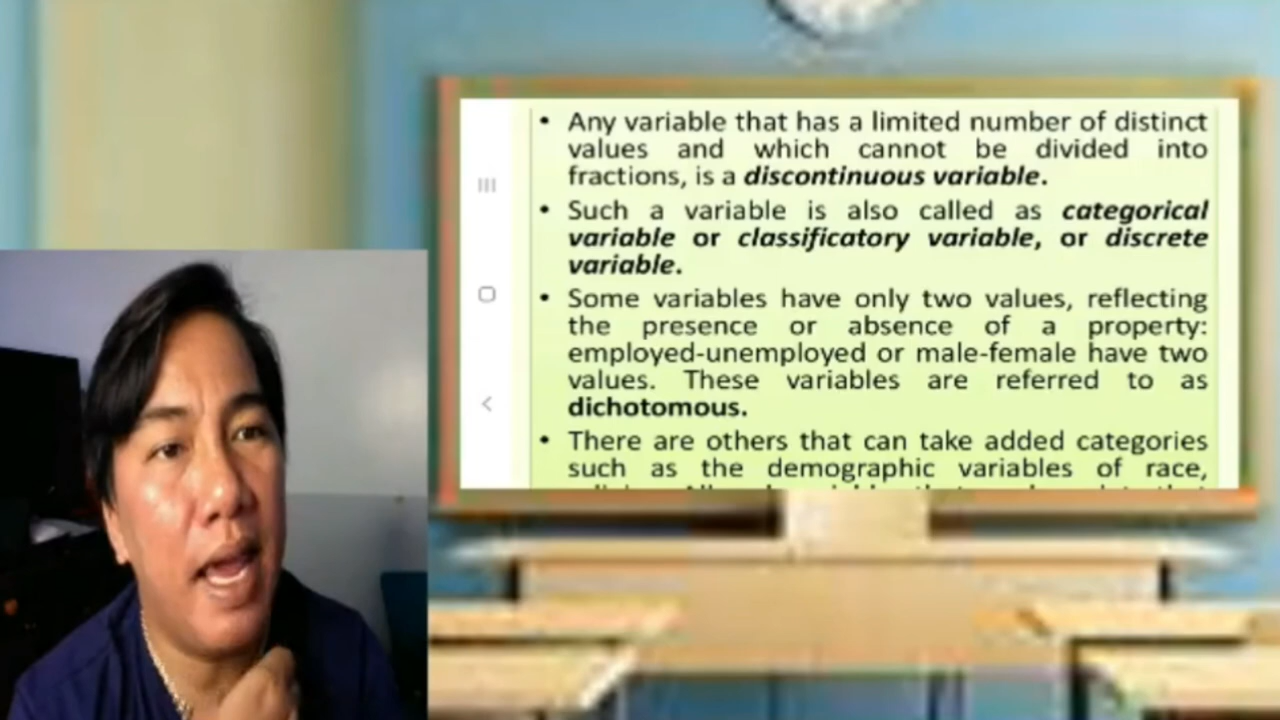 • Any variable that has a limited number of distinct
values and which cannot be divided into
fractions, is a discontinuous variable.
• Such a variable is also called as categorical
variable or classificatory variable, or discrete
variable.
• Some variables have only two values, reflecting
the presence or absence of a property:
employed-unemployed or male-female have two
values. These variables are referred to as
dichotomous.
• There are others that can take added categories
such as the demographic variables of race,